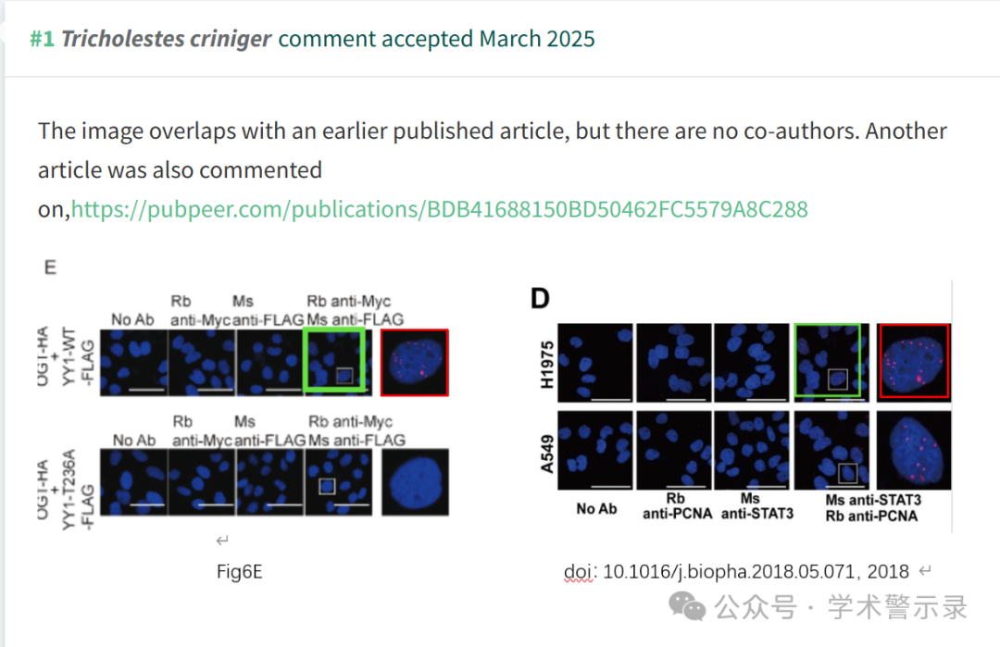 #1 Tricholestes criniger comment accepted March 2025
The image overlaps with an earlier published article, but there are no co-authors. Another
article was also commented
on,https://pubpeer.com/publications/BDB41688150BD50462FC5579A8C288
E
Rb Ms Rb anti-Myc
No Ab anti-Myc anti-FLAG Ms anti-FLAG
OGT-HA
+
YY1-WT
-FLAG
Rb Ms Rb anti-Myc
No Ab anti-Myc anti-FLAG Ms anti-FLAG
OGT-HA
+
YY1-T236A
-FLAG
Fig6E
D
H1975
A549
No Ab Rb Ms Ms anti-STAT3
anti-PCNA anti-STAT3 Rb anti-PCNA
doi: 10.1016/j.biopha.2018.05.071, 2018
公众号 · 学术警示录